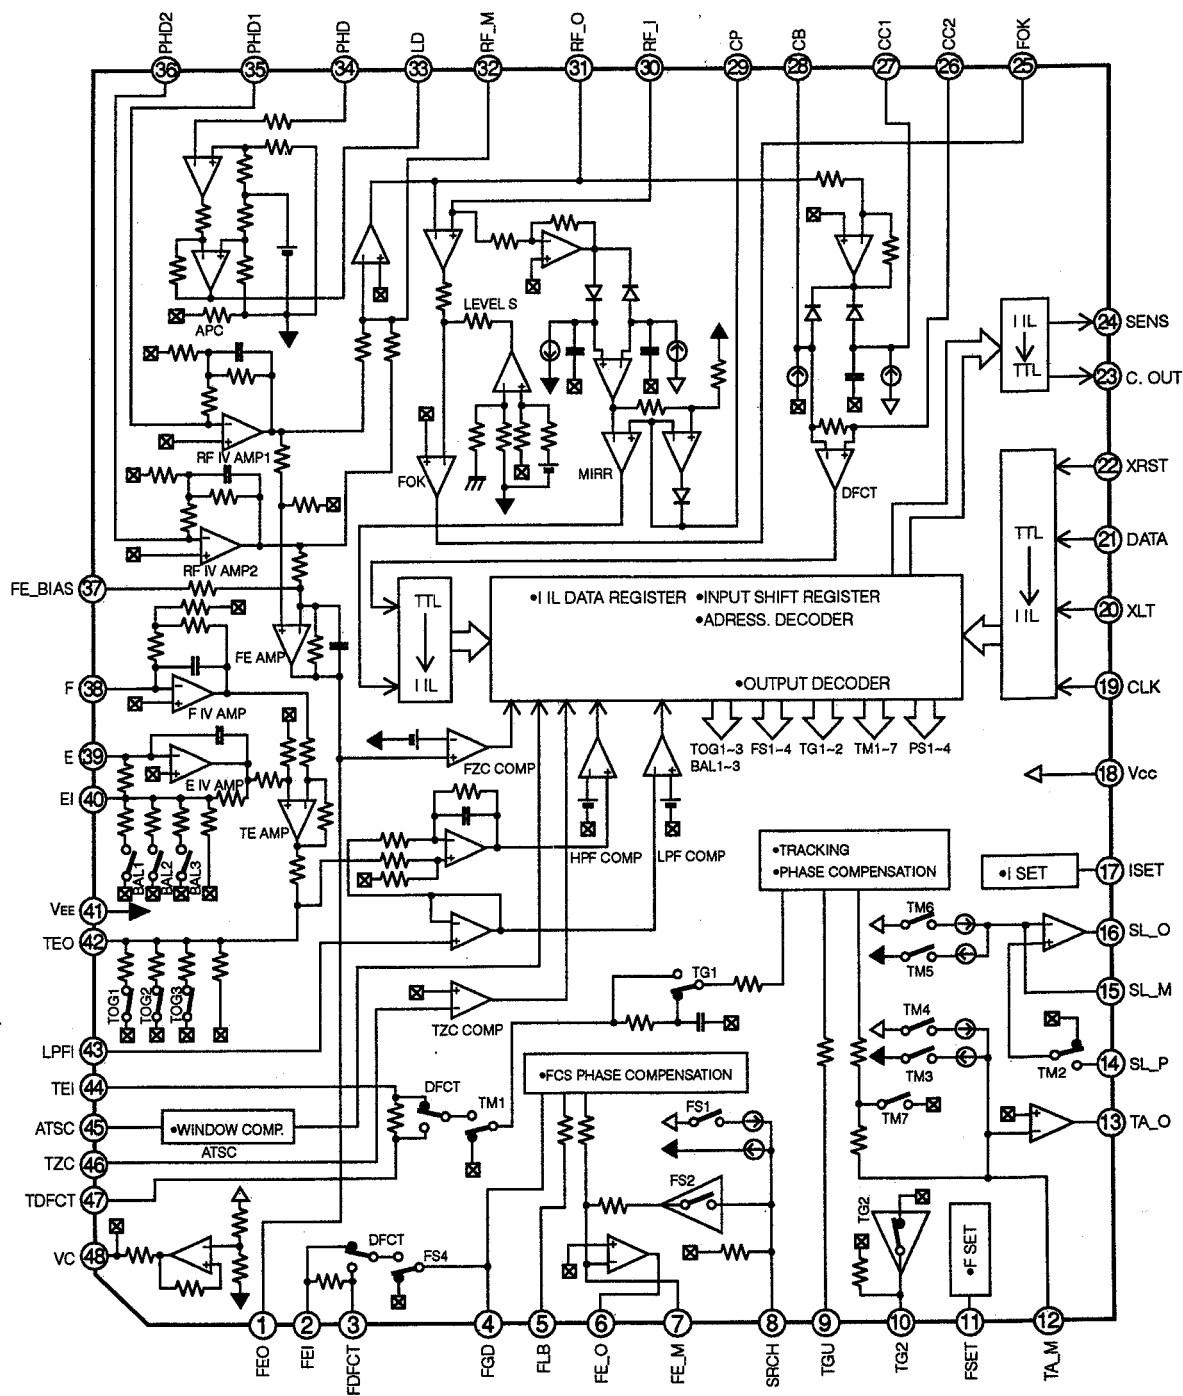 PHD2
PHD1
PHD
LD
RF_M
RF_O
RF_I
CP
CB
CC1
CC2
FOK
36
35
34
33
32
31
30
29
28
27
26
25
APC
LEVEL S
RF IV AMP1
RF IV AMP2
FOK
MIRR
DFCT
I IL
TTL
24 SENS
23 C. OUT
22 XRST
21 DATA
20 XLT
19 CLK
TTL
I IL
TTL
I IL
•I IL DATA REGISTER •INPUT SHIFT REGISTER
•ADRESS. DECODER
•OUTPUT DECODER
TOG1~3 FS1~4 TG1~2 TM1~7 PS1~4
BAL1~3
FE_BIAS 37
FE AMP
F 38
F IV AMP
E 39
E IV AMP
EI 40
TE AMP
BAL1
BAL2
BAL3
FZC COMP
HPF COMP
LPF COMP
18 Vcc
•TRACKING
•PHASE COMPENSATION
•I SET
17 ISET
VEE 41
TEO 42
TOG1
TOG2
TOG3
TZC COMP
TG1
TM6
TM5
16 SL_O
15 SL_M
TM4
TM3
TM2
14 SL_P
LPFI 43
TEI 44
ATSC 45
TZC 46
TDFCT 47
VC 48
•WINDOW COMP.
ATSC
DFCT
TM1
•FCS PHASE COMPENSATION
FS1
FS2
TM7
13 TA_O
TG2
•F SET
DFCT
FS4
1
2
3
4
5
6
7
8
9
10
11
12
FEO
FEI
FDFCT
FGD
FLB
FE_O
FE_M
SRCH
TGU
TG2
FSET
TA_M